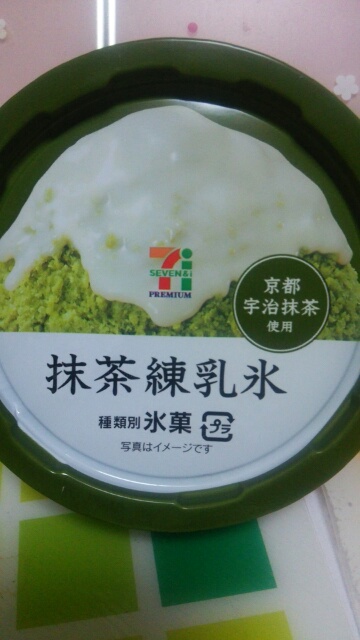 7i
SEVEN&i
PREMIUM
京都
宇治抹茶
使用
抹茶練乳氷
種類別 氷菓 プラ
写真はイメージです